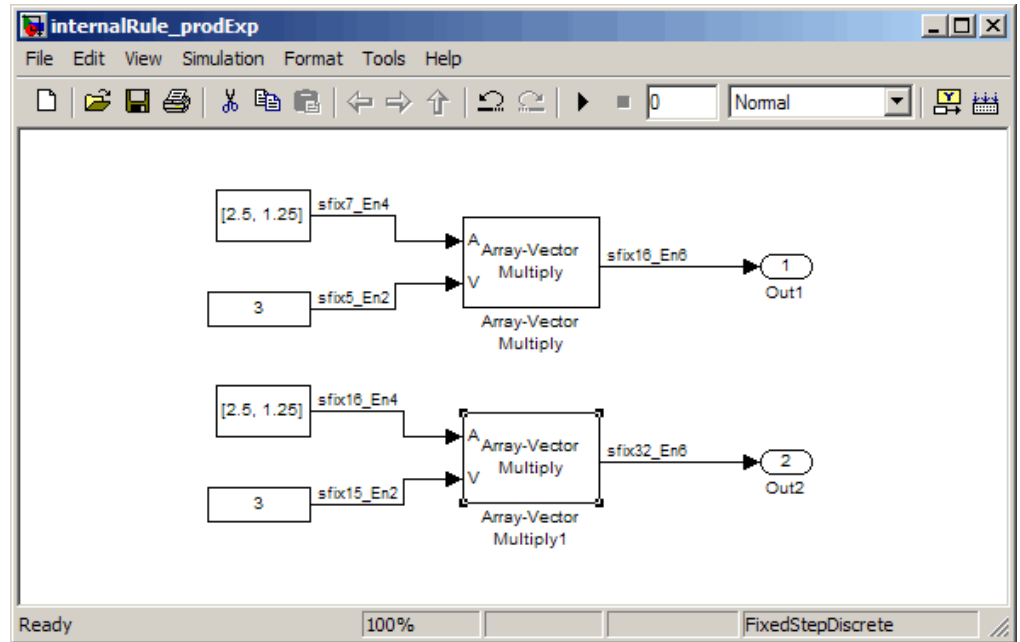 internalRule_prodExp
File Edit View Simulation Format Tools Help
0 Normal
[2.5, 1.25] sfix7_En4
A
Array-Vector
Multiply
V
sfix16_En6
1
Out1
3 sfix5_En2
Array-Vector
Multiply
[2.5, 1.25] sfix16_En4
A
Array-Vector
Multiply
V
sfix32_En6
2
Out2
3 sfix15_En2
Array-Vector
Multiply1
Ready 100% FixedStepDiscrete